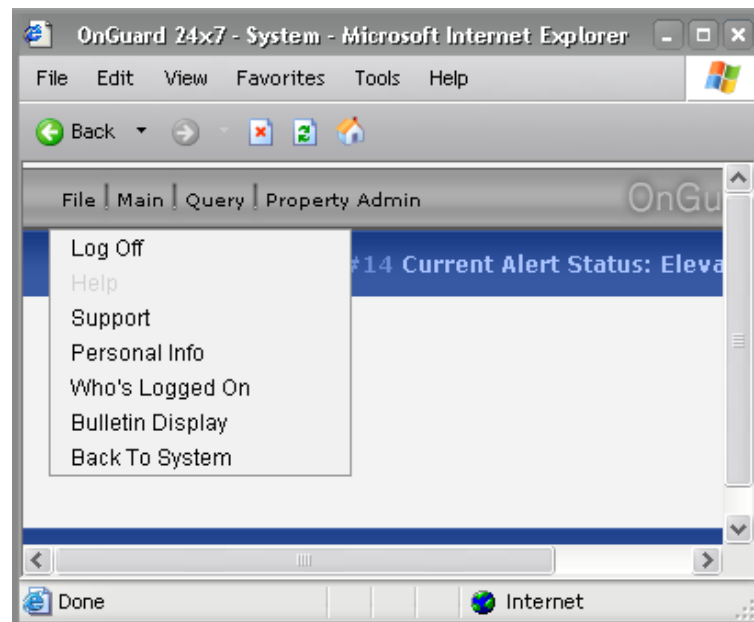 OnGuard 24x7 - System - Microsoft Internet Explorer
File Edit View Favorites Tools Help
Back
File Main Query Property Admin OnGu
Log Off
#14 Current Alert Status: Eleva
Help
Support
Personal Info
Who's Logged On
Bulletin Display
Back To System
Done Internet